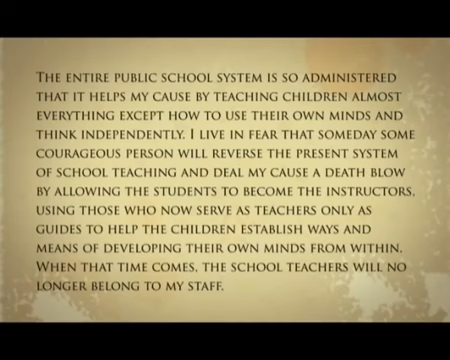 The entire public school system is so administered
that it helps my cause by teaching children almost
everything except how to use their own minds and
think independently. I live in fear that someday some
courageous person will reverse the present system
of school teaching and deal my cause a death blow
by allowing the students to become the instructors,
using those who now serve as teachers only as
guides to help the children establish ways and
means of developing their own minds from within.
When that time comes, the school teachers will no
longer belong to my staff.